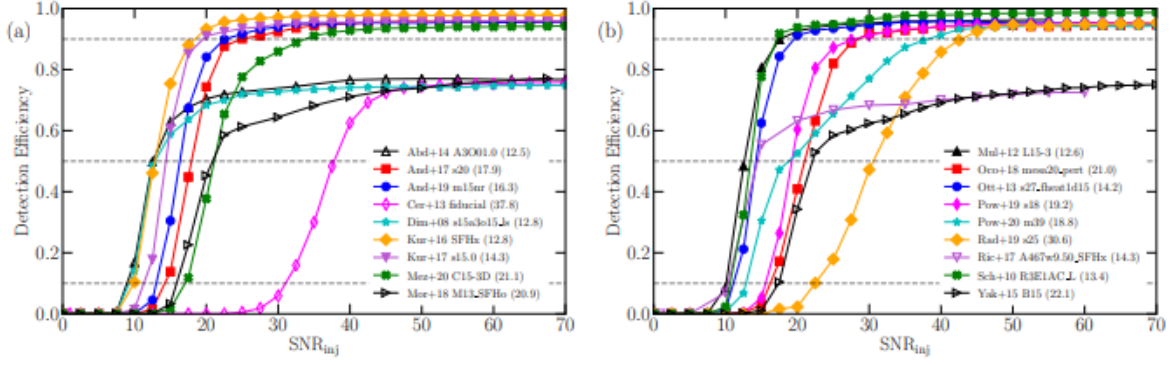 (a)
Detection Efficiency
1.0
0.8
0.6
0.4
0.2
0.0
Abd+14 A3O01.0 (12.5)
And+17 s20 (17.9)
And+19 m15nr (16.3)
Cer+13 fiducial (37.8)
Dim+08 s15a3o15_ls (12.8)
Kur+16 SFHx (12.8)
Kur+17 s15.0 (14.3)
Mez+20 C15-3D (21.1)
Mor+18 M13_SFHo (20.9)
0 10 20 30 40 50 60 70
SNRinj
(b)
Detection Efficiency
1.0
0.8
0.6
0.4
0.2
0.0
Mul+12 L15-3 (12.6)
Oco+18 mesa20_pert (21.0)
Ott+13 s27_fheat1d15 (14.2)
Pow+19 s18 (19.2)
Pow+20 m39 (18.8)
Rad+19 s25 (30.6)
Ric+17 A467w9.50_SFHx (14.3)
Sch+10 R3E1AC_L (13.4)
Yak+15 B15 (22.1)
0 10 20 30 40 50 60 70
SNRinj